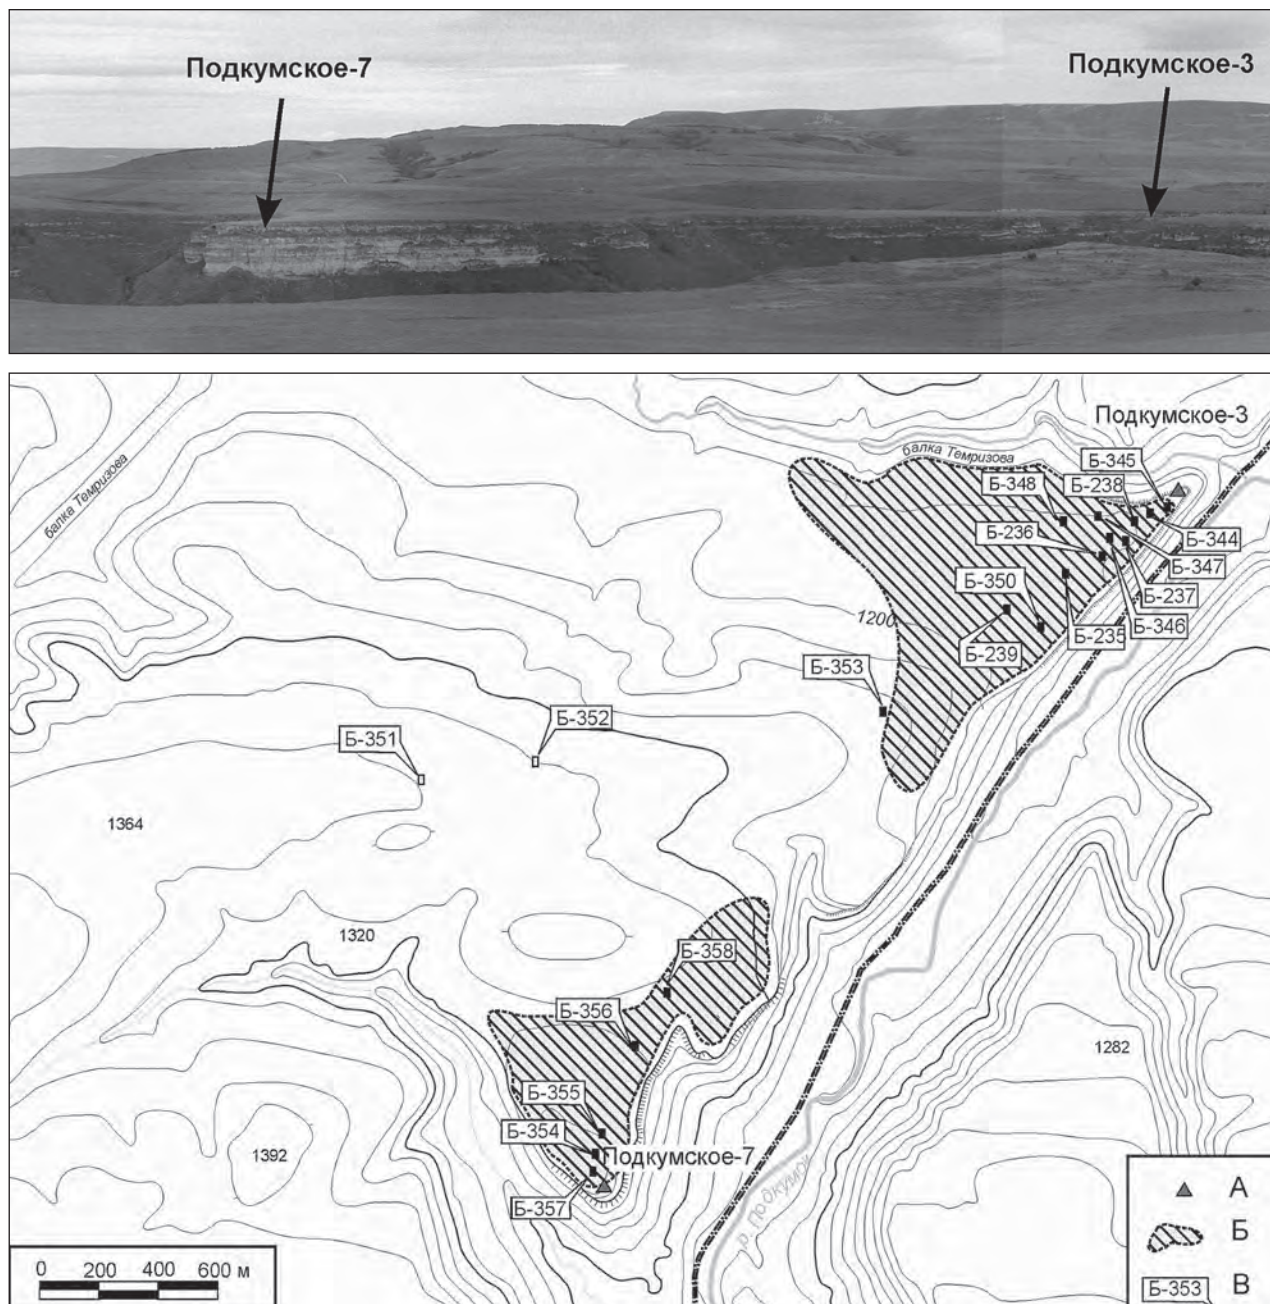 Подкумское-7
Подкумское-3
Подкумское-3
балка Темризова
балка Темризова
Б-345
Б-348
Б-238
Б-236
Б-344
Б-347
Б-350
Б-237
1200
Б-346
Б-235
Б-239
Б-353
Б-352
Б-351
1364
1320
Б-358
Б-356
1282
Б-355
Б-354
Подкумское-7
1392
Б-357
р. Подкумок
А
Б
Б-353 В
0 200 400 600 м